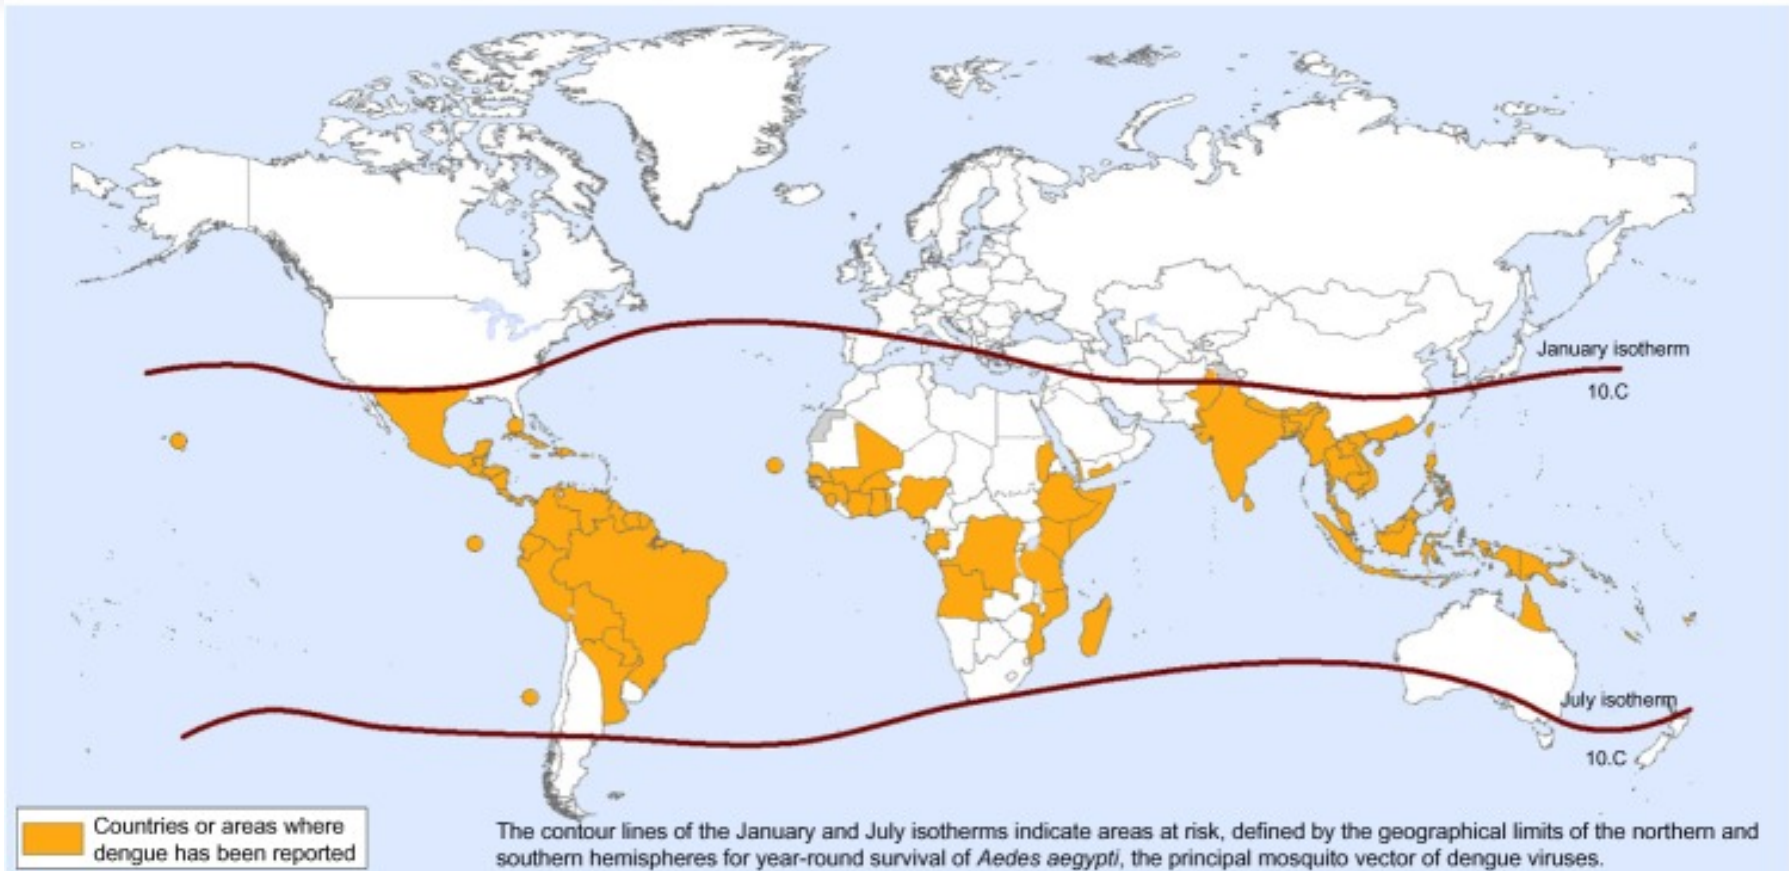 January isotherm
10.C
July isotherm
10.C
Countries or areas where
dengue has been reported
The contour lines of the January and July isotherms indicate areas at risk, defined by the geographical limits of the northern and
southern hemispheres for year-round survival of Aedes aegypti, the principal mosquito vector of dengue viruses.